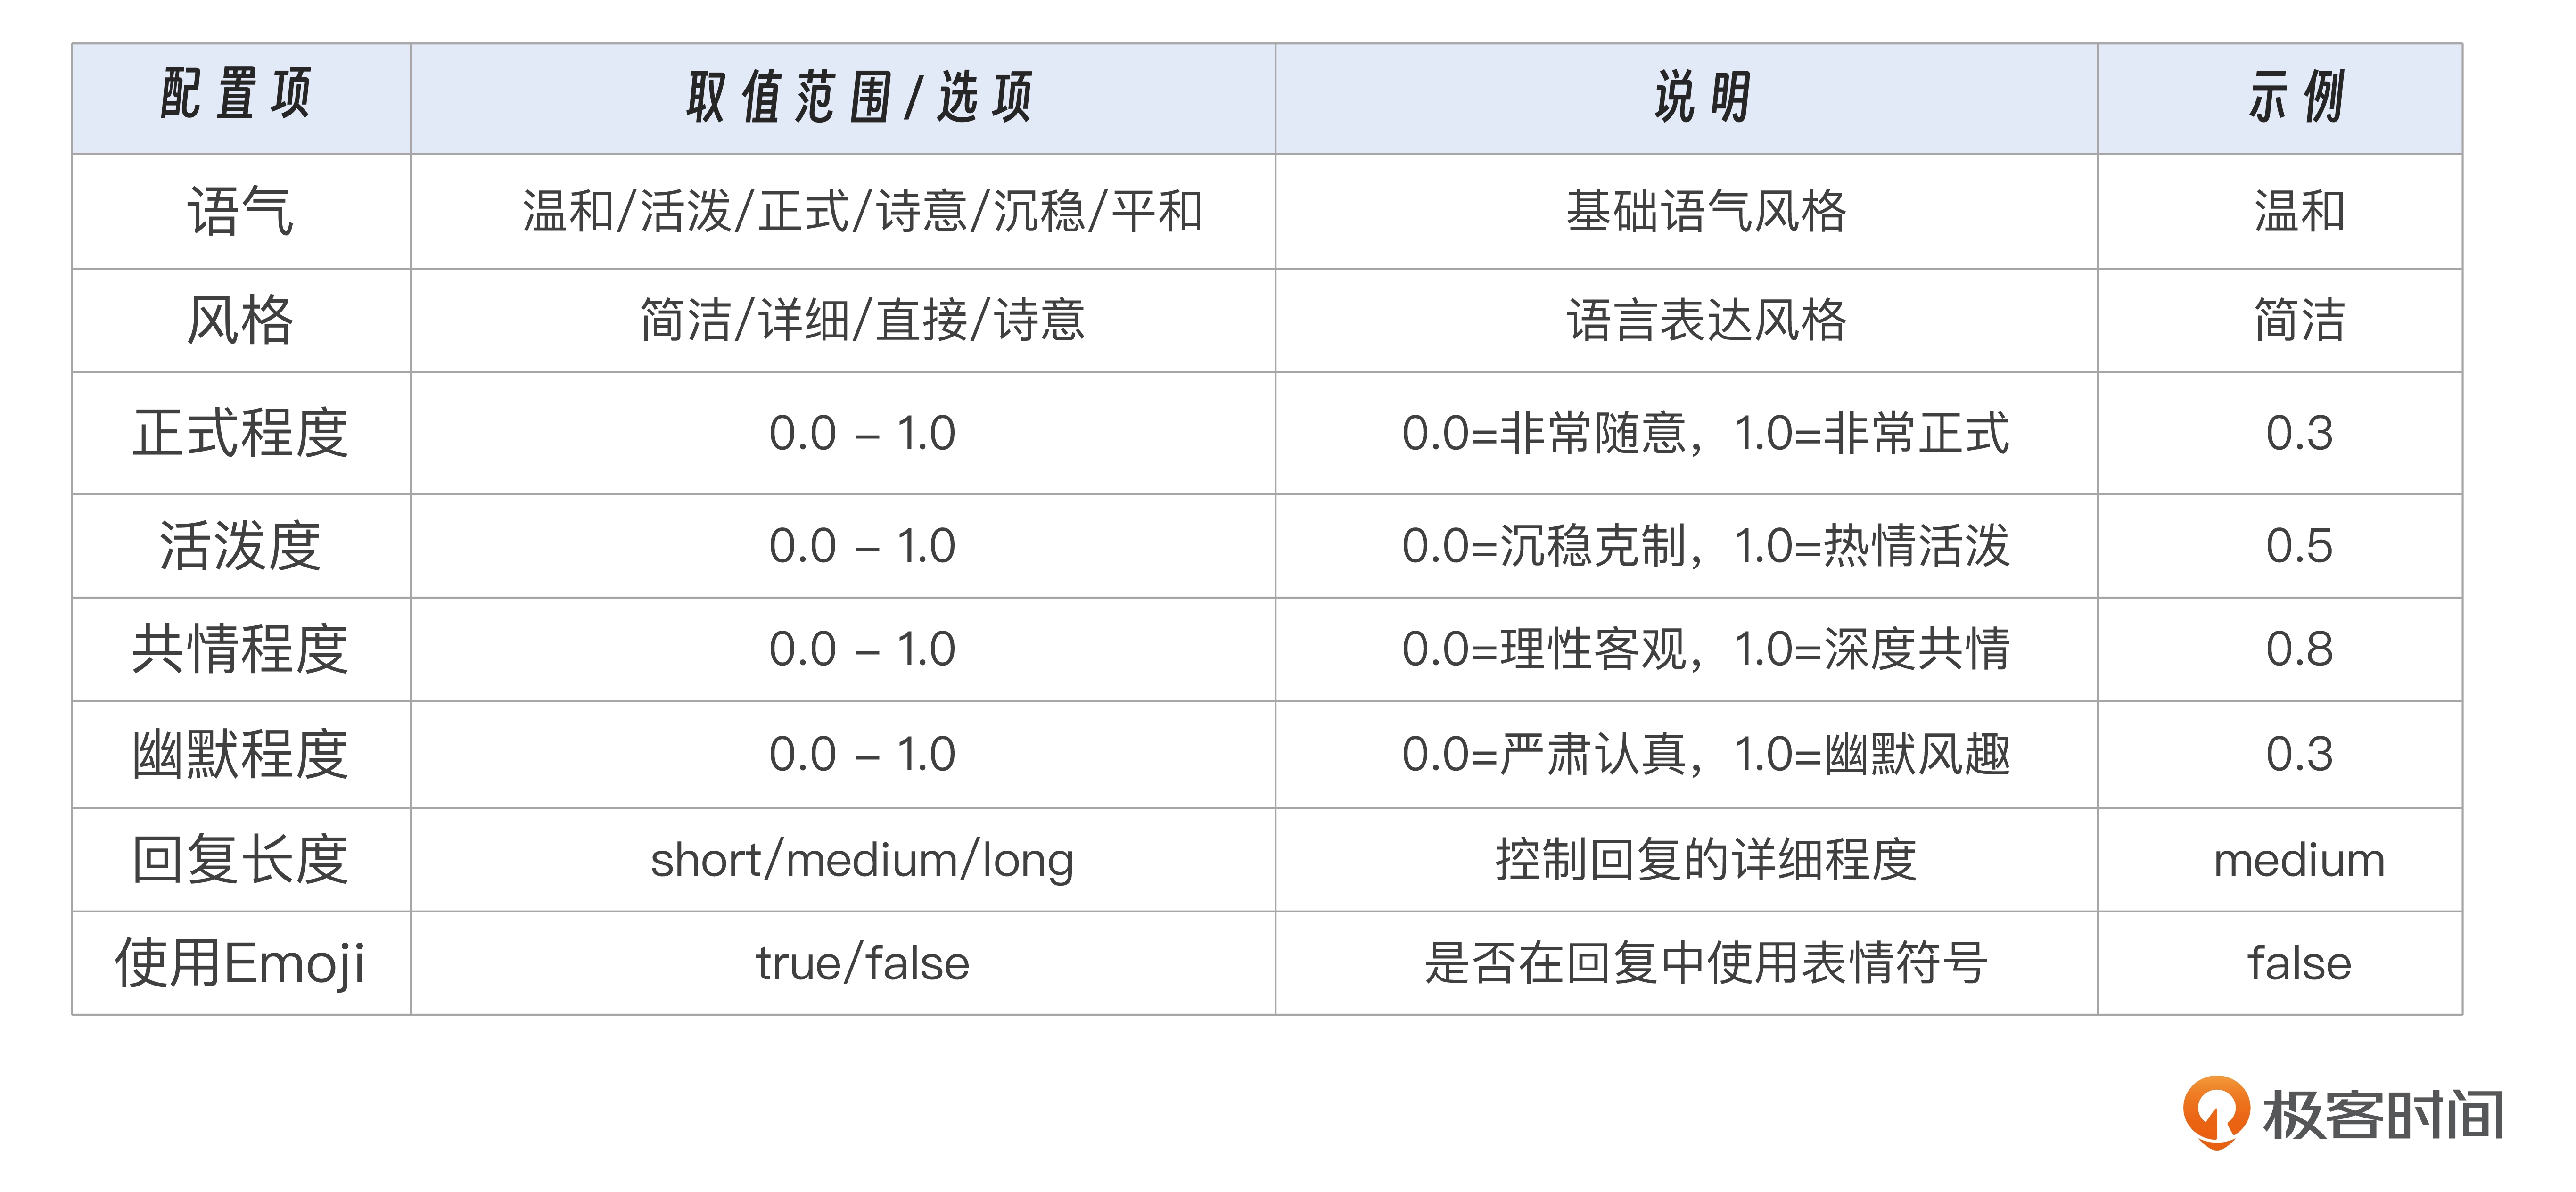 配置项 取值范围/选项 说明 示例
语气 温和/活泼/正式/诗意/沉稳/平和 基础语气风格 温和
风格 简洁/详细/直接/诗意 语言表达风格 简洁
正式程度 0.0 – 1.0 0.0=非常随意，1.0=非常正式 0.3
活泼度 0.0 – 1.0 0.0=沉稳克制，1.0=热情活泼 0.5
共情程度 0.0 – 1.0 0.0=理性客观，1.0=深度共情 0.8
幽默程度 0.0 – 1.0 0.0=严肃认真，1.0=幽默风趣 0.3
回复长度 short/medium/long 控制回复的详细程度 medium
使用Emoji true/false 是否在回复中使用表情符号 false
极客时间